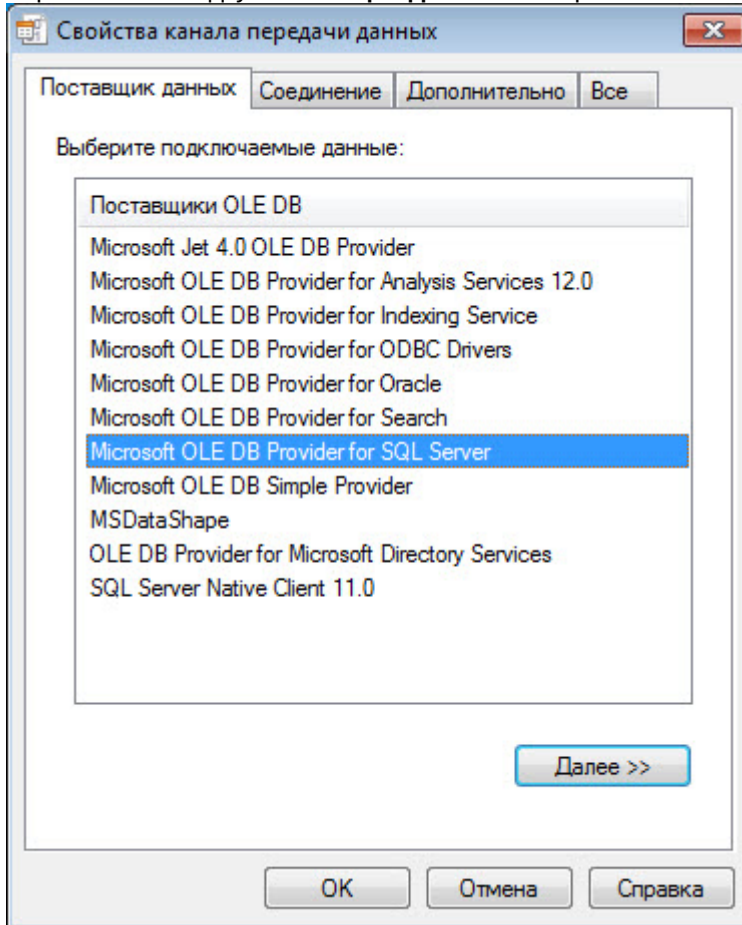 Свойства канала передачи данных
Поставщик данных Соединение Дополнительно Все
Выберите подключаемые данные:
Поставщики OLE DB
Microsoft Jet 4.0 OLE DB Provider
Microsoft OLE DB Provider for Analysis Services 12.0
Microsoft OLE DB Provider for Indexing Service
Microsoft OLE DB Provider for ODBC Drivers
Microsoft OLE DB Provider for Oracle
Microsoft OLE DB Provider for Search
Microsoft OLE DB Provider for SQL Server
Microsoft OLE DB Simple Provider
MSDataShape
OLE DB Provider for Microsoft Directory Services
SQL Server Native Client 11.0
Далее >>
OK Отмена Справка